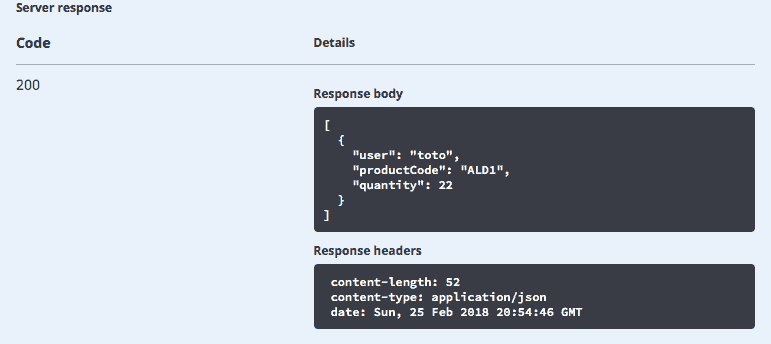 Server response
Code Details
200
Response body
[
  {
    "user": "toto",
    "productCode": "ALD1",
    "quantity": 22
  }
]
Response headers
content-length: 52
content-type: application/json
date: Sun, 25 Feb 2018 20:54:46 GMT